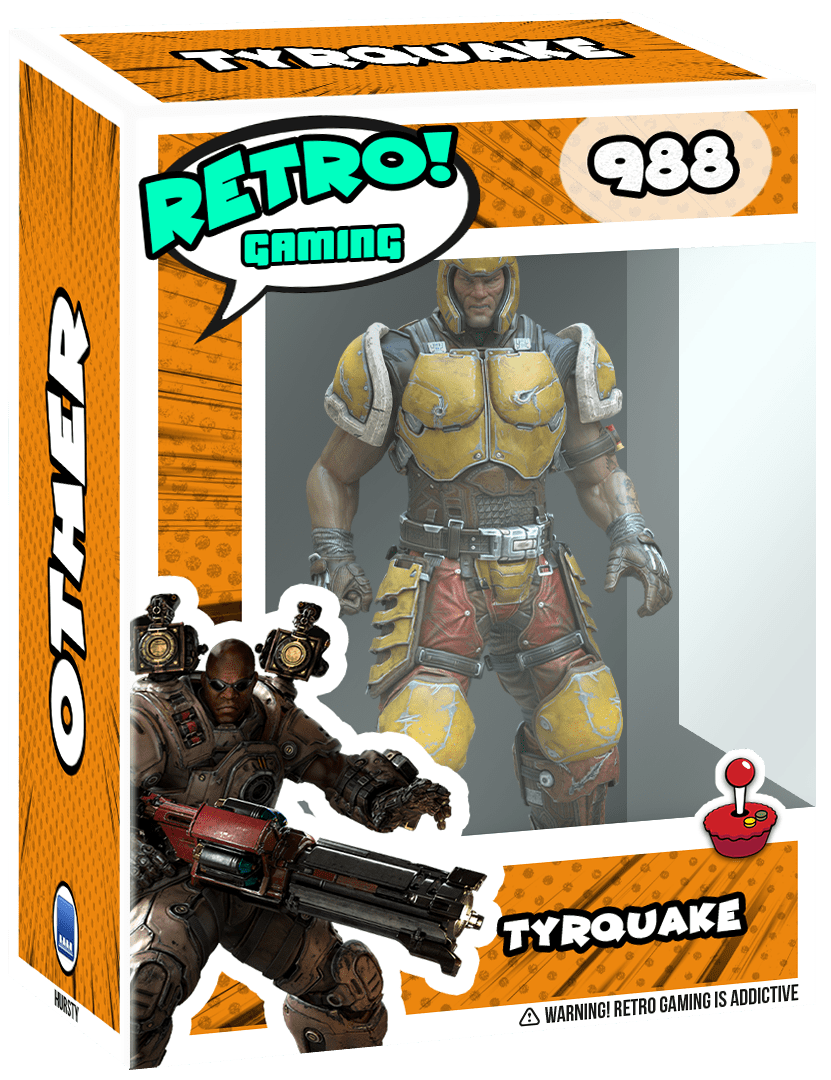 TYRQUAKE
RETRO!
GAMING
988
OTHER
TYRQUAKE
HURSTY
WARNING! RETRO GAMING IS ADDICTIVE